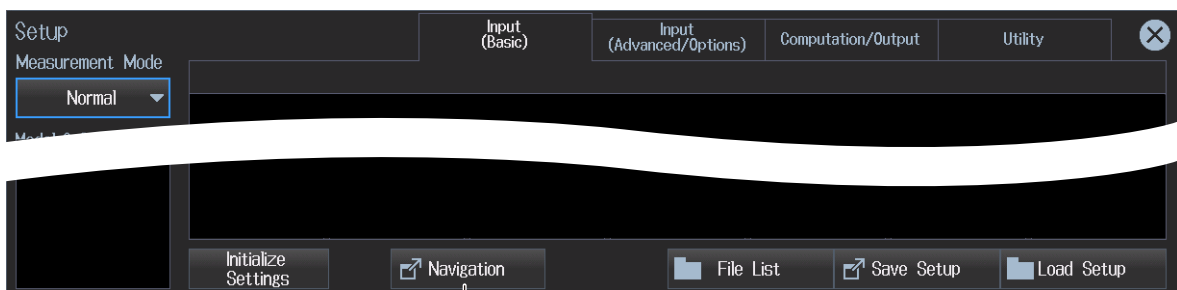 Setup
Input
(Basic)
Input
(Advanced/Options)
Computation/Output
Utility
Measurement Mode
Normal
Initialize
Settings
Navigation
File List
Save Setup
Load Setup